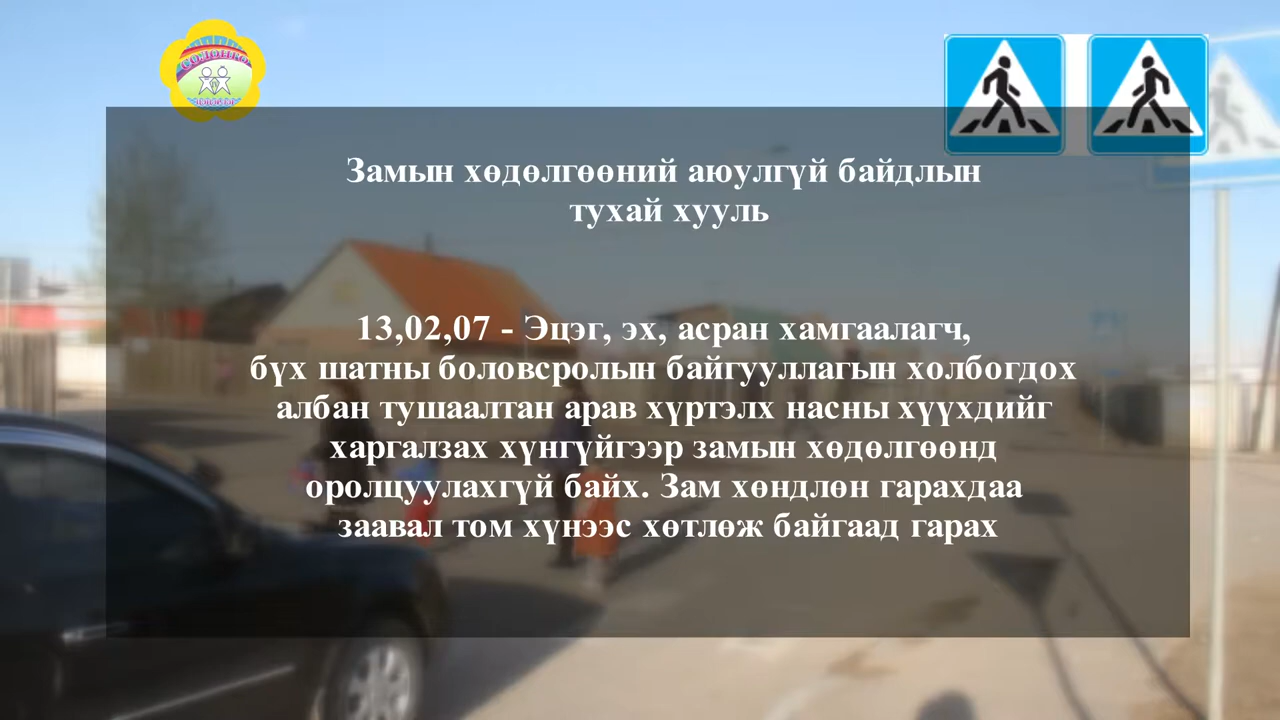 СОЛОНГО
Замын хөдөлгөөний аюулгүй байдлын
тухай хууль
13,02,07 - Эцэг, эх, асран хамгаалагч,
бүх шатны боловсролын байгууллагын холбогдох
албан тушаалтан арав хүртэлх насны хүүхдийг
харгалзах хүнгүйгээр замын хөдөлгөөнд
оролцуулахгүй байх. Зам хөндлөн гарахдаа
заавал том хүнээс хөтлөж байгаад гарах